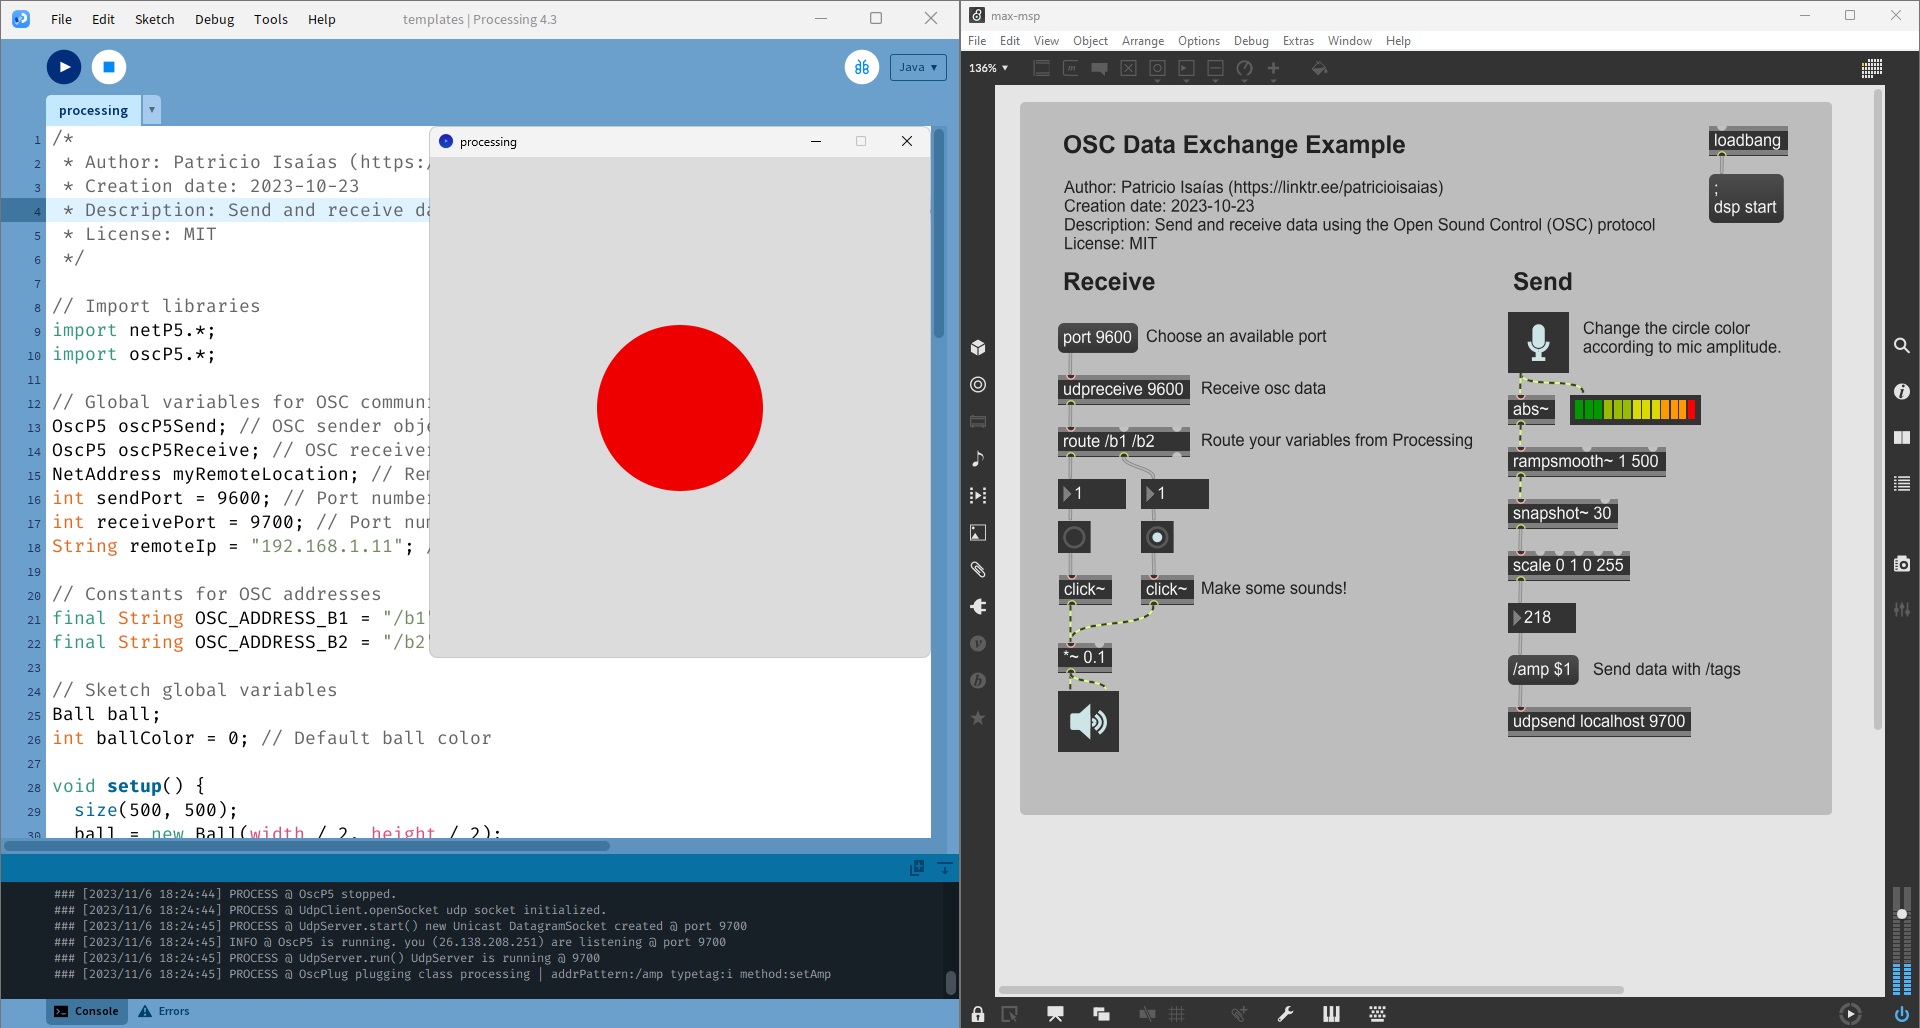 File Edit Sketch Debug Tools Help
templates | Processing 4.3
Java ▾
processing
1 /*
2 * Author: Patricio Isaías (https:/
3 * Creation date: 2023-10-23
4 * Description: Send and receive da
5 * License: MIT
6 */
7
8 // Import libraries
9 import netP5.*;
10 import oscP5.*;
11
12 // Global variables for OSC communi
13 OscP5 oscP5Send; // OSC sender obje
14 OscP5 oscP5Receive; // OSC receiver
15 NetAddress myRemoteLocation; // Rem
16 int sendPort = 9600; // Port number
17 int receivePort = 9700; // Port num
18 String remoteIp = "192.168.1.11"; /
19
20 // Constants for OSC addresses
21 final String OSC_ADDRESS_B1 = "/b1"
22 final String OSC_ADDRESS_B2 = "/b2"
23
24 // Sketch global variables
25 Ball ball;
26 int ballColor = 0; // Default ball color
27
28 void setup() {
29 size(500, 500);
30 ball = new Ball(width / 2, height / 2);
processing
### [2023/11/6 18:24:44] PROCESS @ OscP5 stopped.
### [2023/11/6 18:24:44] PROCESS @ UdpClient.openSocket udp socket initialized.
### [2023/11/6 18:24:45] PROCESS @ UdpServer.start() new Unicast DatagramSocket created @ port 9700
### [2023/11/6 18:24:45] INFO @ OscP5 is running. you (26.138.208.251) are listening @ port 9700
### [2023/11/6 18:24:45] PROCESS @ UdpServer.run() UdpServer is running @ 9700
### [2023/11/6 18:24:45] PROCESS @ OscPlug plugging class processing | addrPattern:/amp typetag:i method:setAmp
Console Errors
max-msp
File Edit View Object Arrange Options Debug Extras Window Help
136% ▾
OSC Data Exchange Example
Author: Patricio Isaías (https://linktr.ee/patricioisaias)
Creation date: 2023-10-23
Description: Send and receive data using the Open Sound Control (OSC) protocol
License: MIT
loadbang
;
dsp start
Receive
port 9600 Choose an available port
udpreceive 9600 Receive osc data
route /b1 /b2 Route your variables from Processing
1 1
click~ click~ Make some sounds!
*~ 0.1
Send
Change the circle color
according to mic amplitude.
abs~
rampsmooth~ 1 500
snapshot~ 30
scale 0 1 0 255
218
/amp $1 Send data with /tags
udpsend localhost 9700